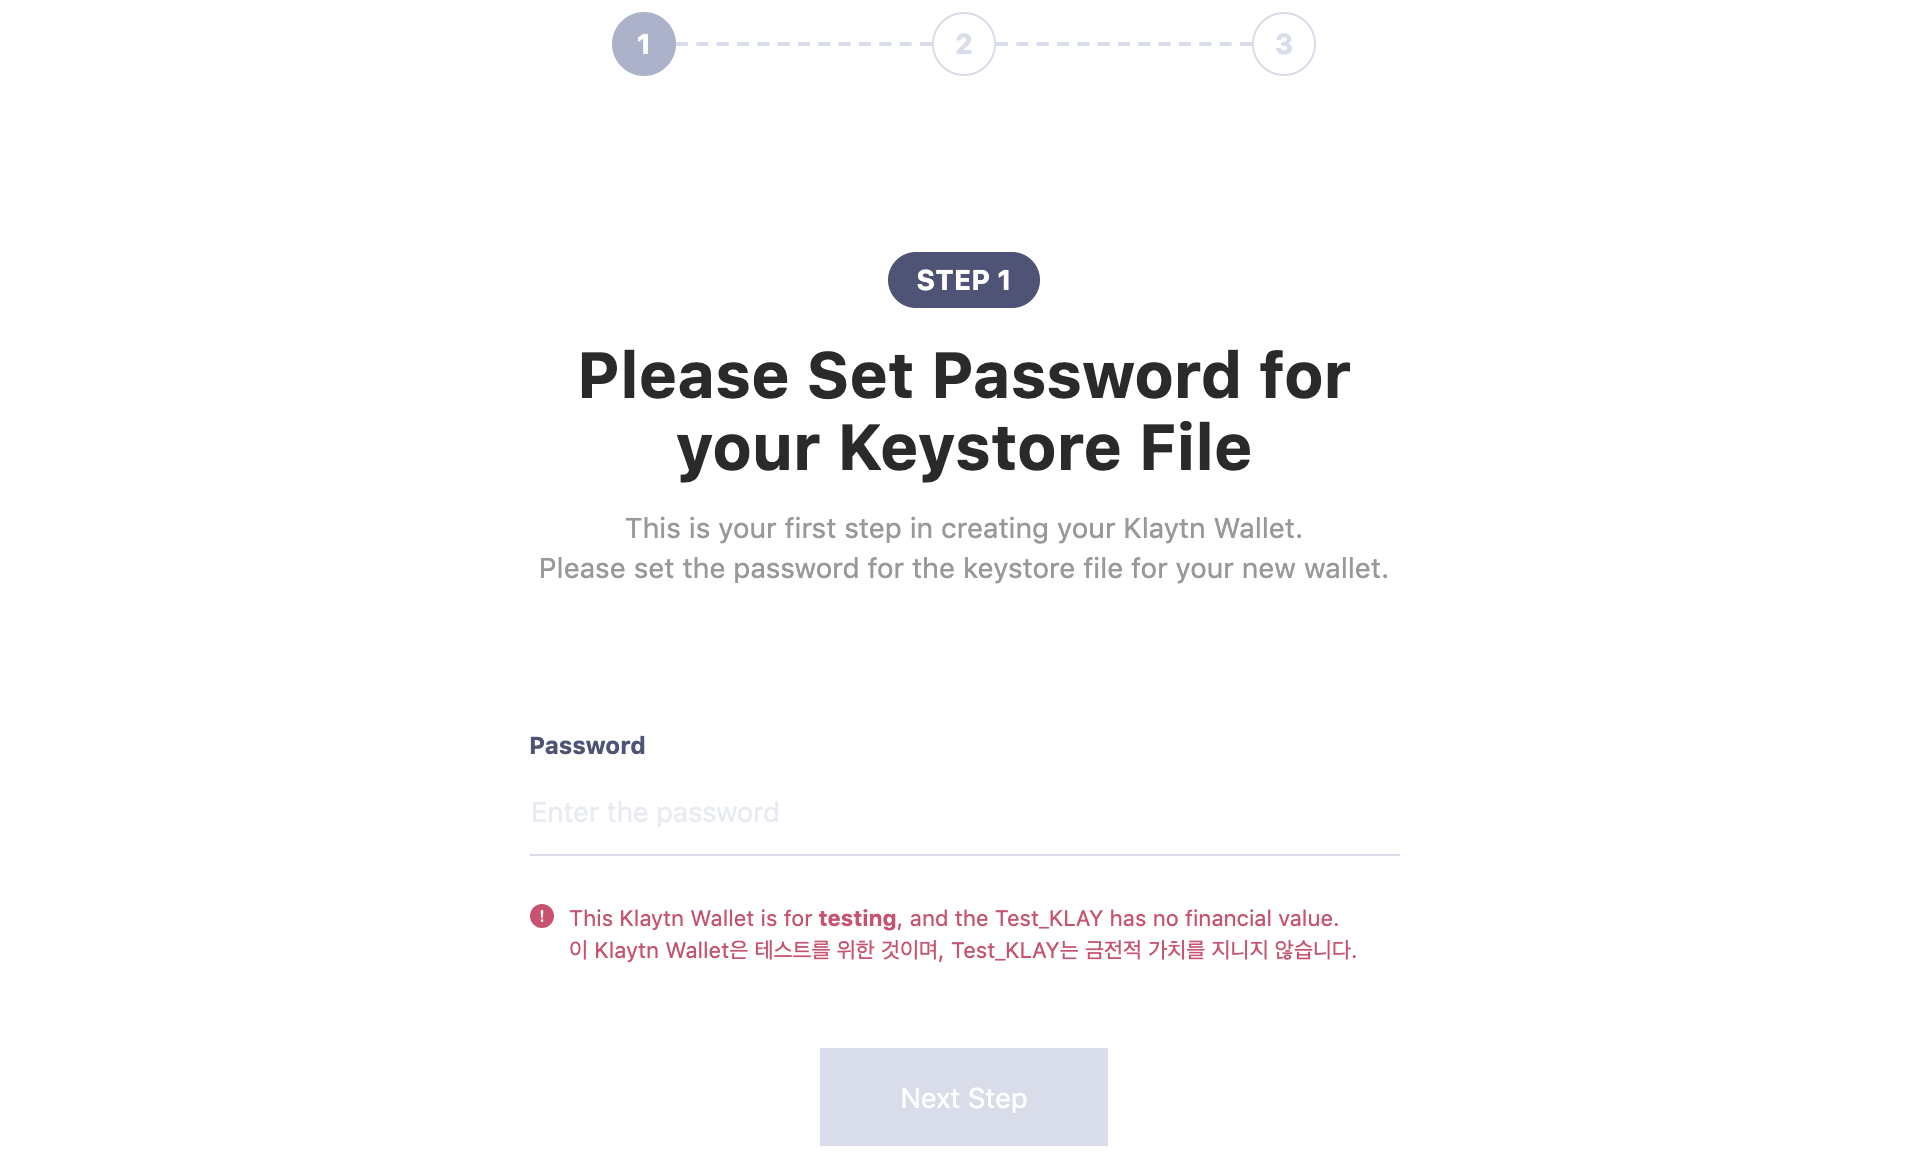 1
2
3
STEP 1
Please Set Password for
your Keystore File
This is your first step in creating your Klaytn Wallet.
Please set the password for the keystore file for your new wallet.
Password
Enter the password
! This Klaytn Wallet is for testing, and the Test_KLAY has no financial value.
이 Klaytn Wallet은 테스트를 위한 것이며, Test_KLAY는 금전적 가치를 지니지 않습니다.
Next Step